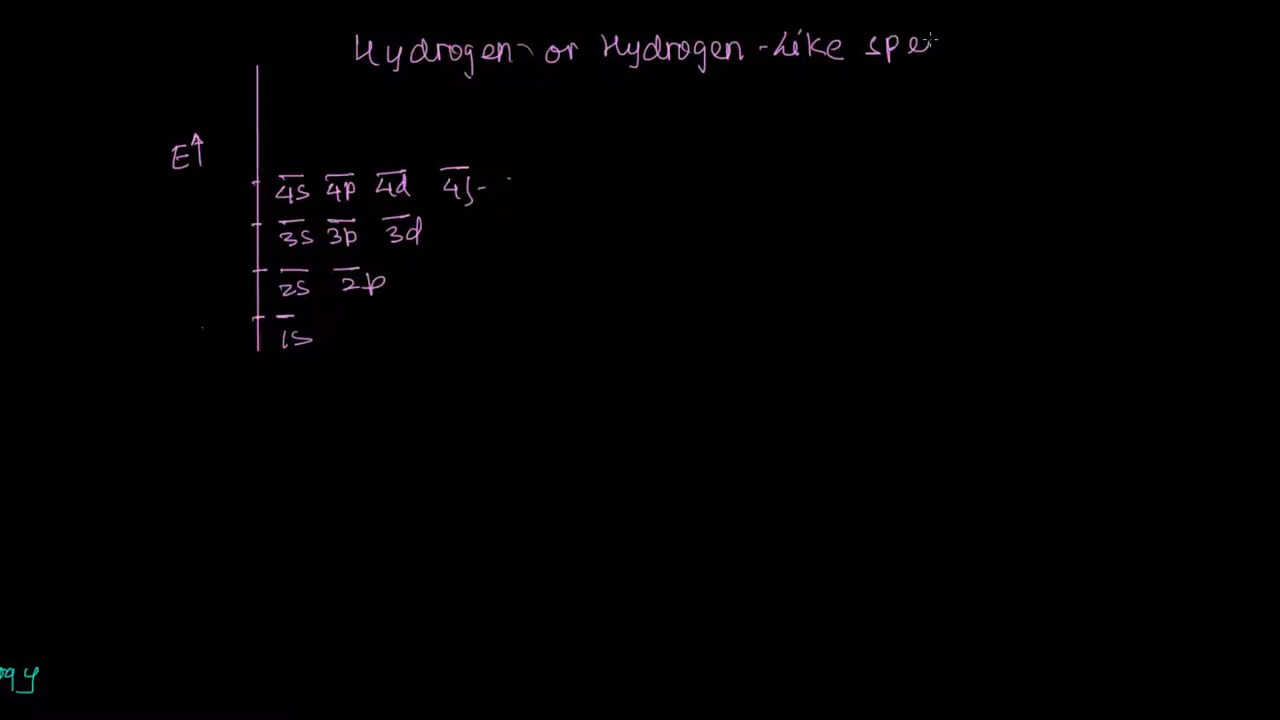 Hydrogen- or Hydrogen-Like spe
E↑
4s 4p 4d 4f
3s 3p 3d
2s 2p
1s